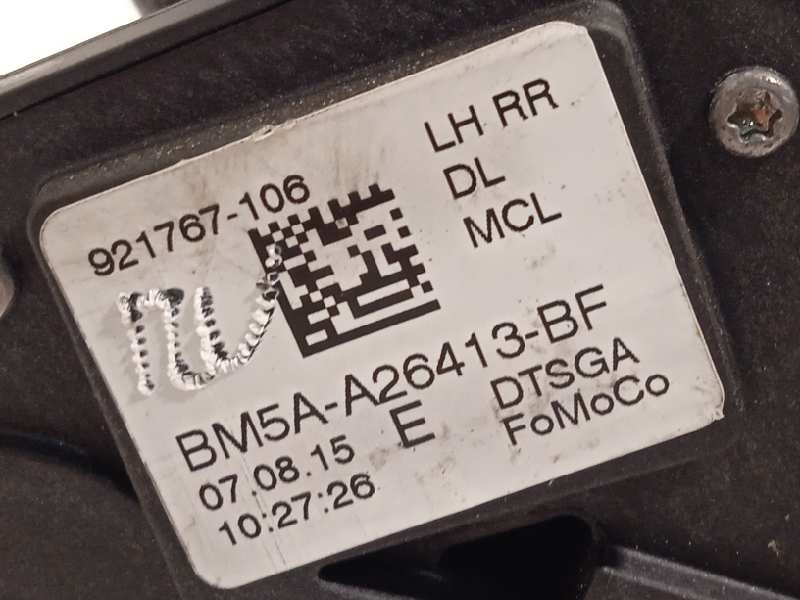 LH RR
DL
MCL
921767-106
BM5A-A26413-BF
07.08.15 E DTSGA
10:27:26 FoMoCo